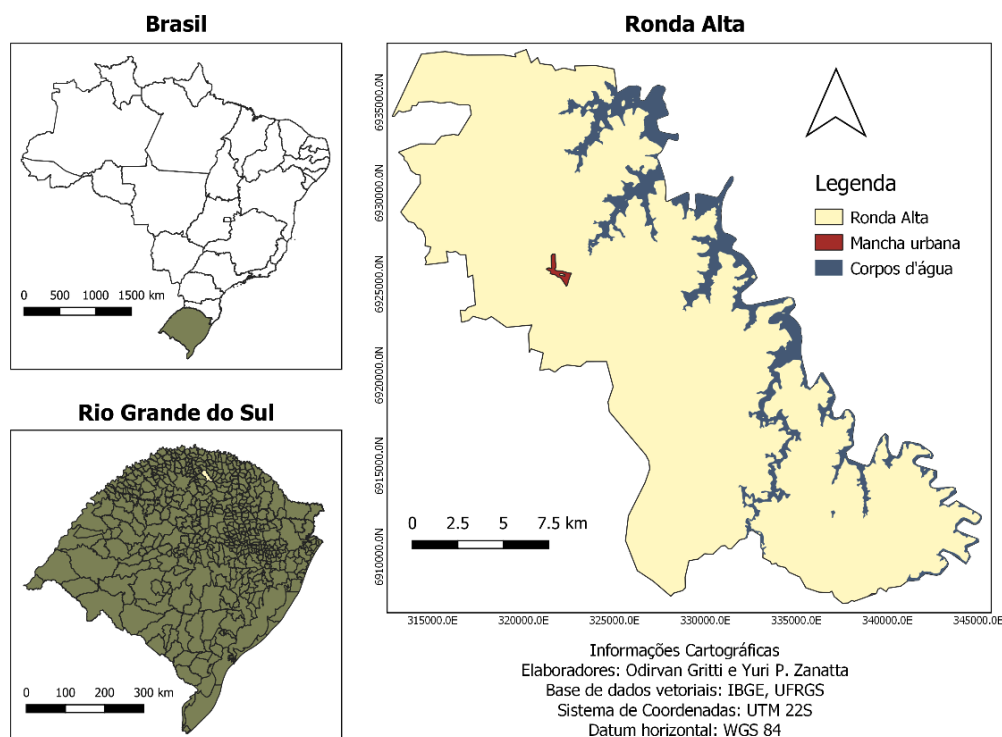 Brasil
0 500 1000 1500 km
Rio Grande do Sul
0 100 200 300 km
Ronda Alta
6935000.0N
6930000.0N
6925000.0N
6920000.0N
6915000.0N
6910000.0N
Legenda
Ronda Alta
Mancha urbana
Corpos d'água
0 2.5 5 7.5 km
315000.0E 320000.0E 325000.0E 330000.0E 335000.0E 340000.0E 345000.0E
Informações Cartográficas
Elaboradores: Odirvan Gritti e Yuri P. Zanatta
Base de dados vetoriais: IBGE, UFRGS
Sistema de Coordenadas: UTM 22S
Datum horizontal: WGS 84